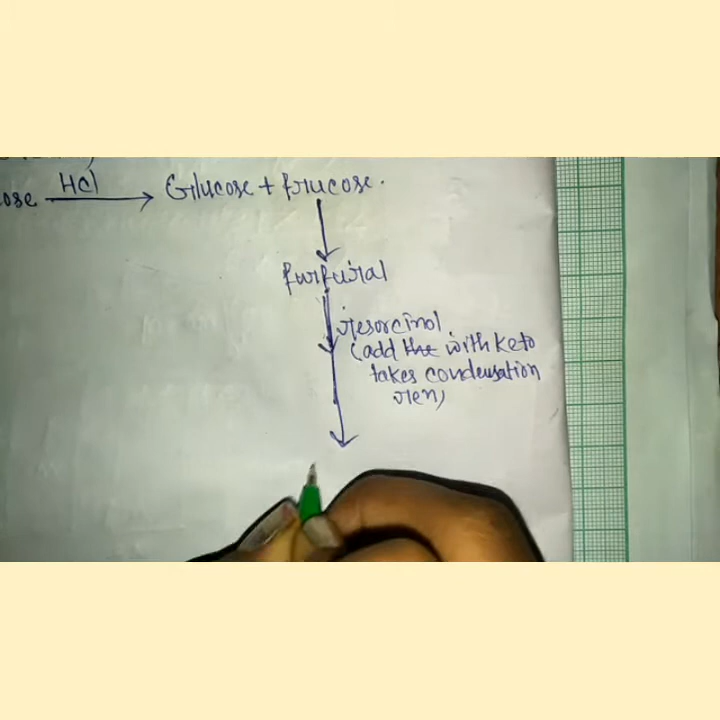 ose HCl → Glucose + frucose.
furfural
resorcinol
(add the with keto
takes condensation
rxn)